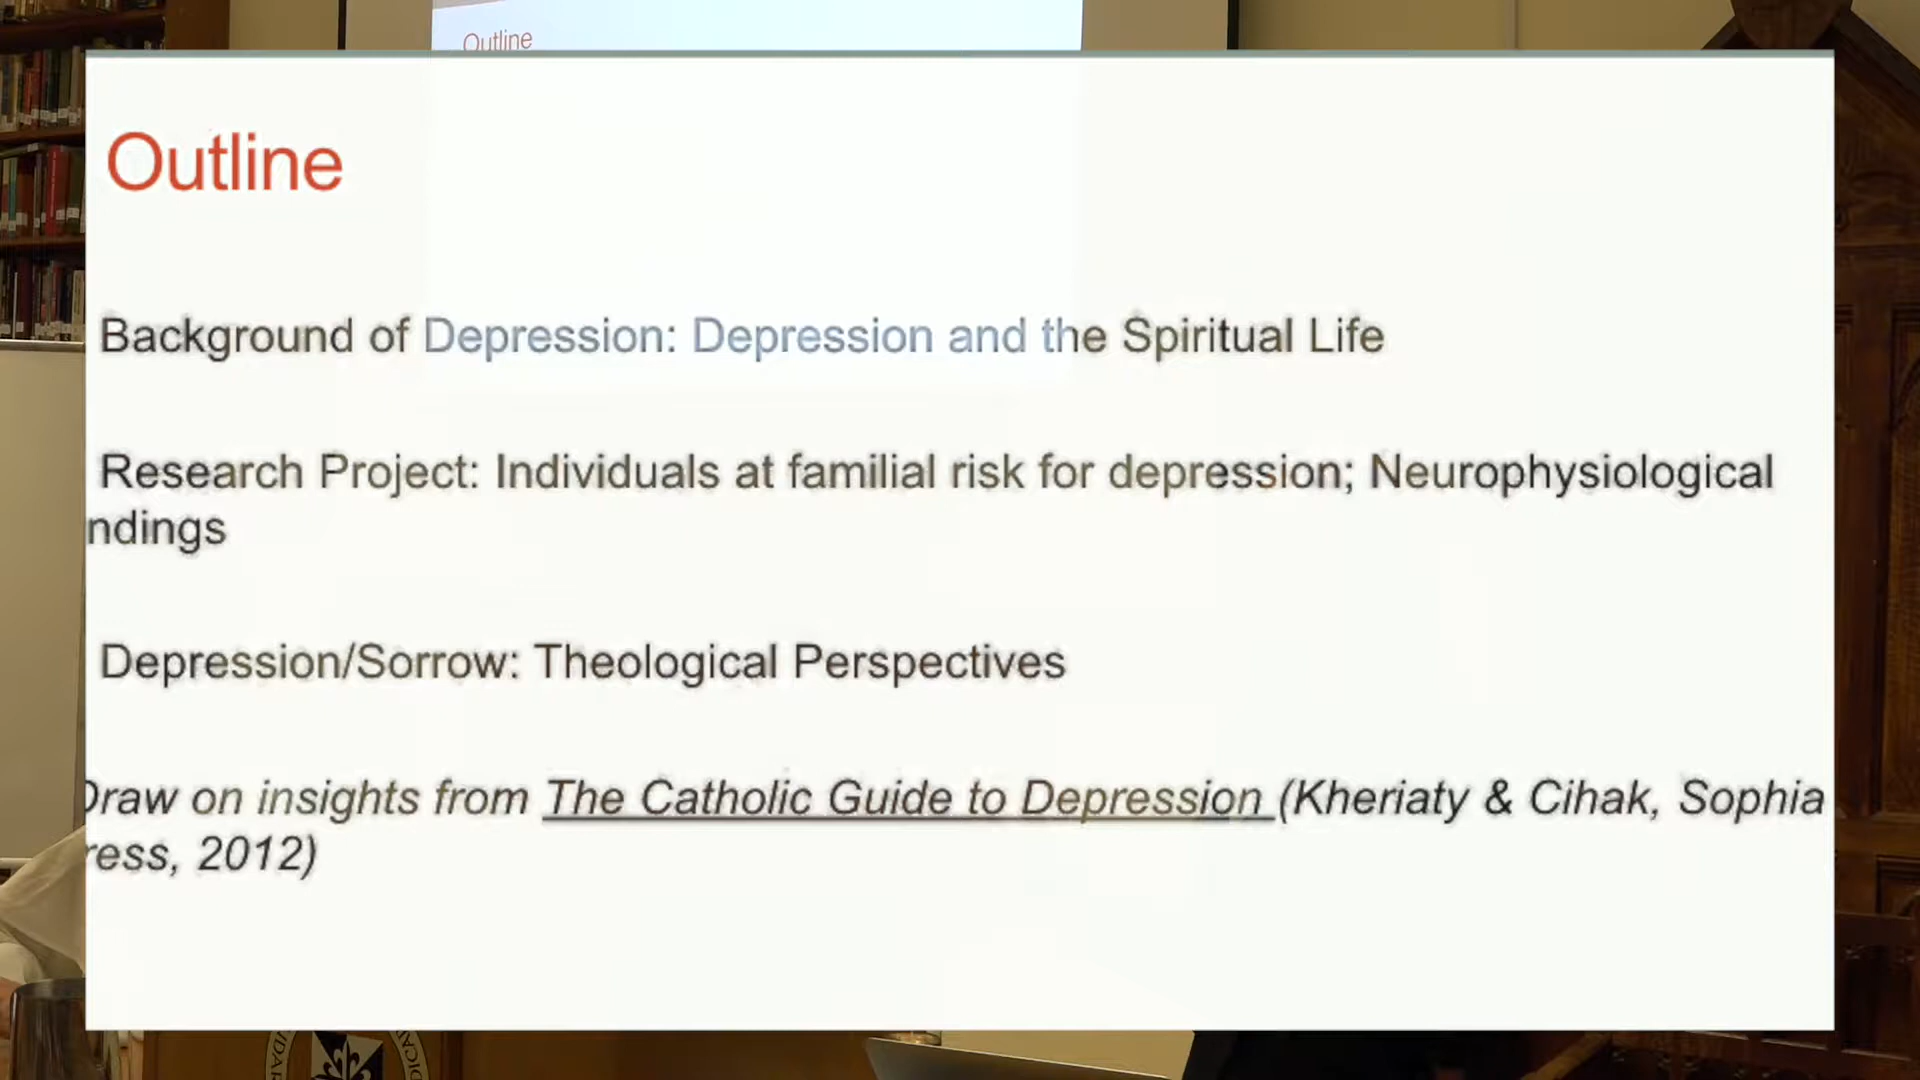 Outline
Outline
Background of Depression: Depression and the Spiritual Life
Research Project: Individuals at familial risk for depression; Neurophysiological
ndings
Depression/Sorrow: Theological Perspectives
Draw on insights from The Catholic Guide to Depression (Kheriaty & Cihak, Sophia
ress, 2012)